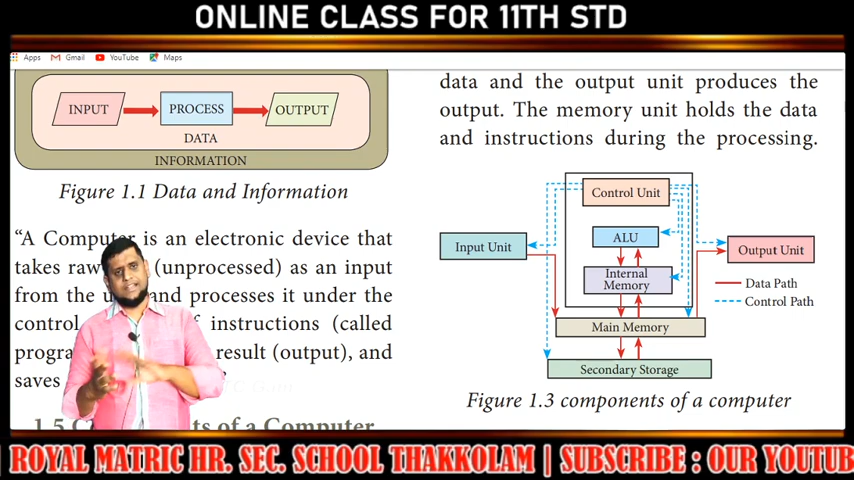 ONLINE CLASS FOR 11TH STD
Apps Gmail YouTube Maps
INPUT PROCESS OUTPUT
DATA
INFORMATION
Figure 1.1 Data and Information
“A Computer is an electronic device that
takes raw (unprocessed) as an input
from the and processes it under the
control of instructions (called
result (output), and
saves
ts of a Computer
data and the output unit produces the
output. The memory unit holds the data
and instructions during the processing.
Control Unit
Input Unit
ALU
Output Unit
Internal
Memory
Data Path
Control Path
Main Memory
Secondary Storage
Figure 1.3 components of a computer
ROYAL MATRIC HR. SEC. SCHOOL THAKKOLAM | SUBSCRIBE : OUR YOUTUB